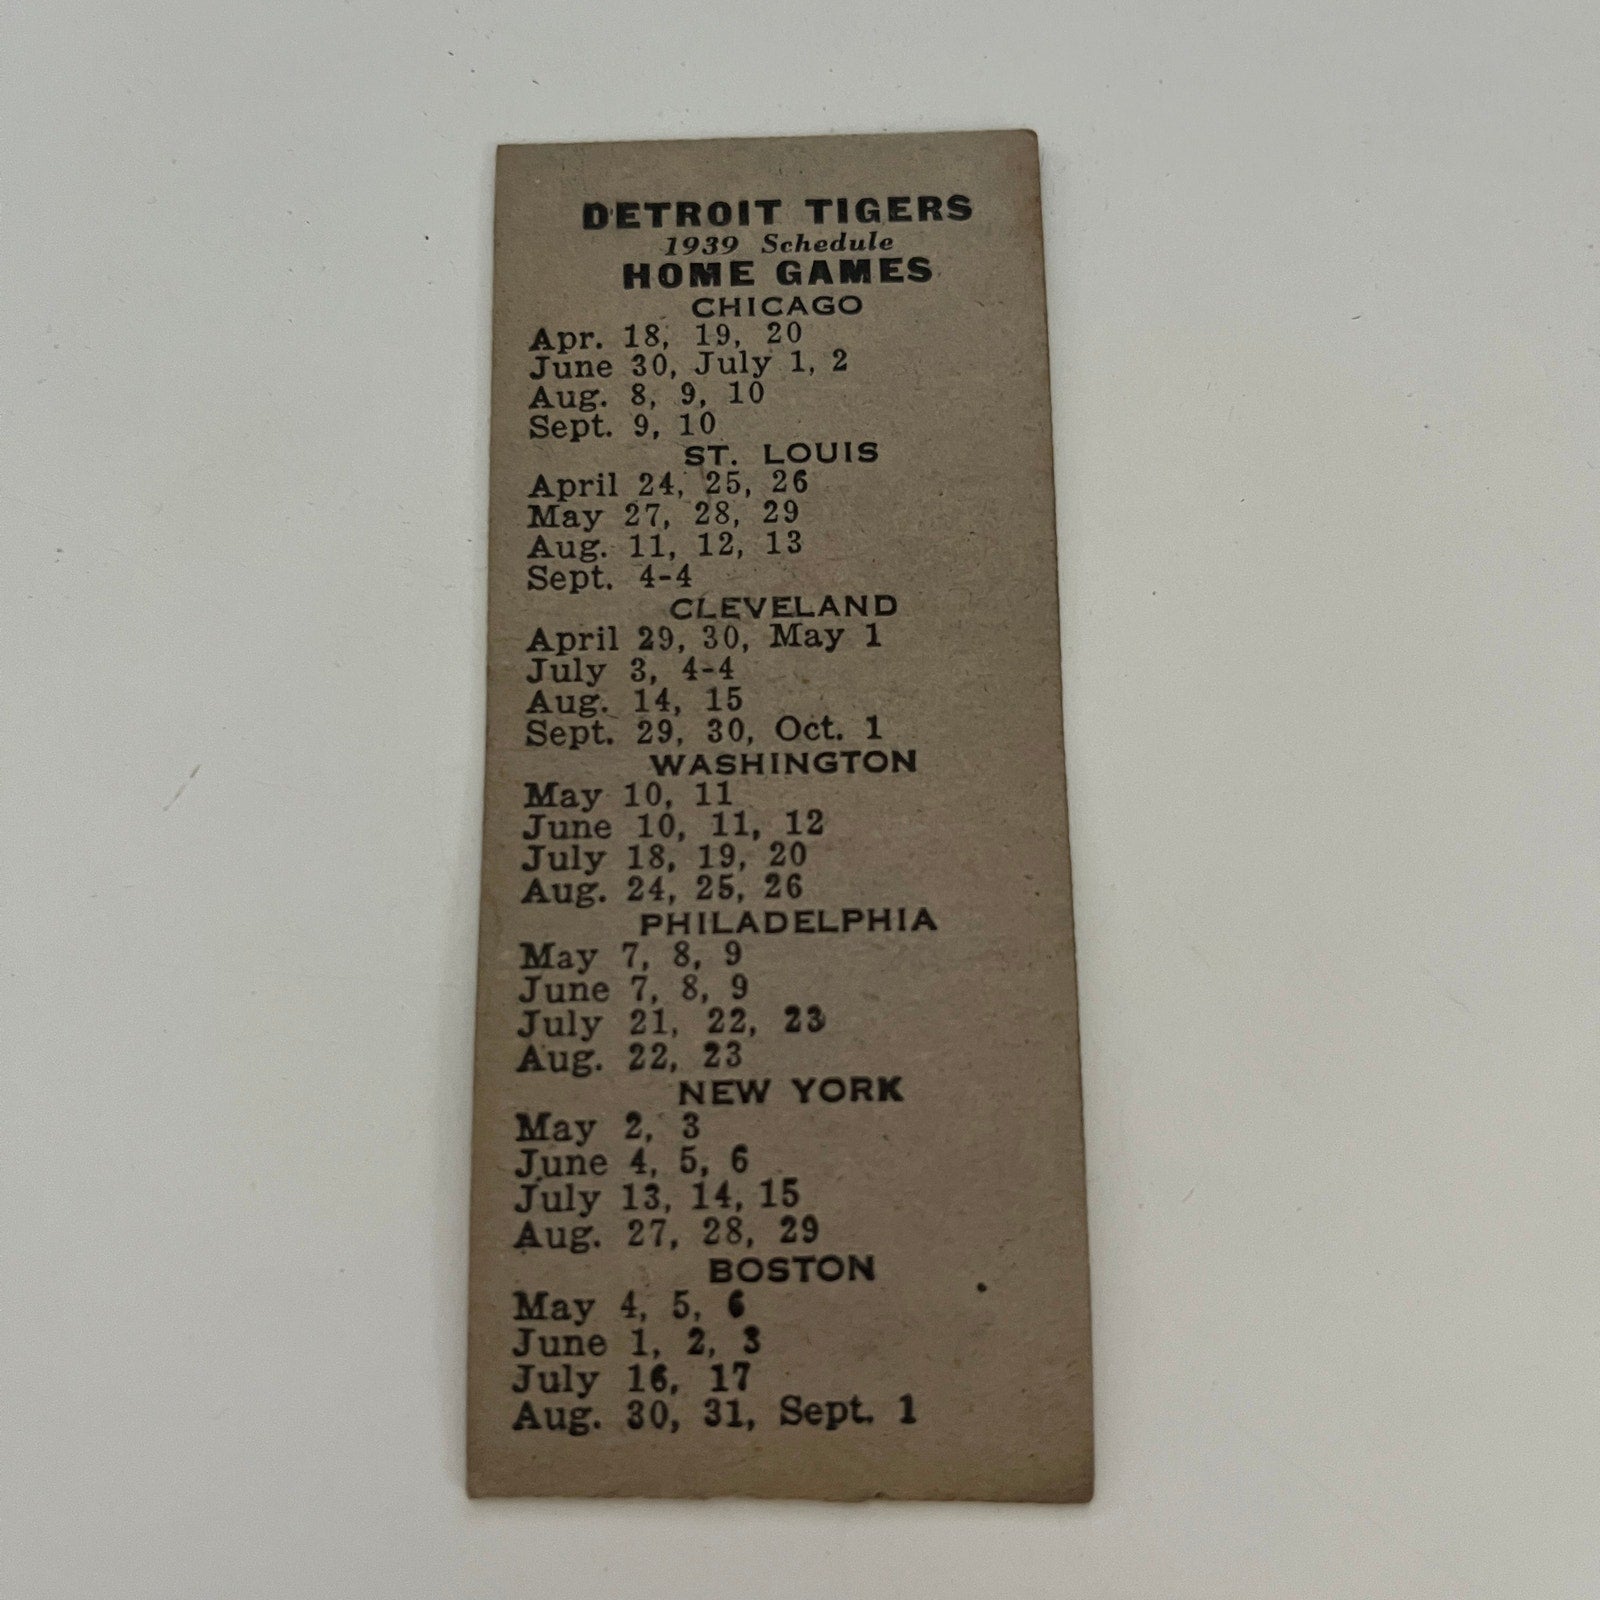 DETROIT TIGERS
1939 Schedule
HOME GAMES
CHICAGO
Apr. 18, 19, 20
June 30, July 1, 2
Aug. 8, 9, 10
Sept. 9, 10
ST. LOUIS
April 24, 25, 26
May 27, 28, 29
Aug. 11, 12, 13
Sept. 4-4
CLEVELAND
April 29, 30, May 1
July 3, 4-4
Aug. 14, 15
Sept. 29, 30, Oct. 1
WASHINGTON
May 10, 11
June 10, 11, 12
July 18, 19, 20
Aug. 24, 25, 26
PHILADELPHIA
May 7, 8, 9
June 7, 8, 9
July 21, 22, 23
Aug. 22, 23
NEW YORK
May 2, 3
June 4, 5, 6
July 13, 14, 15
Aug. 27, 28, 29
BOSTON
May 4, 5, 6
June 1, 2, 3
July 16, 17
Aug. 30, 31, Sept. 1